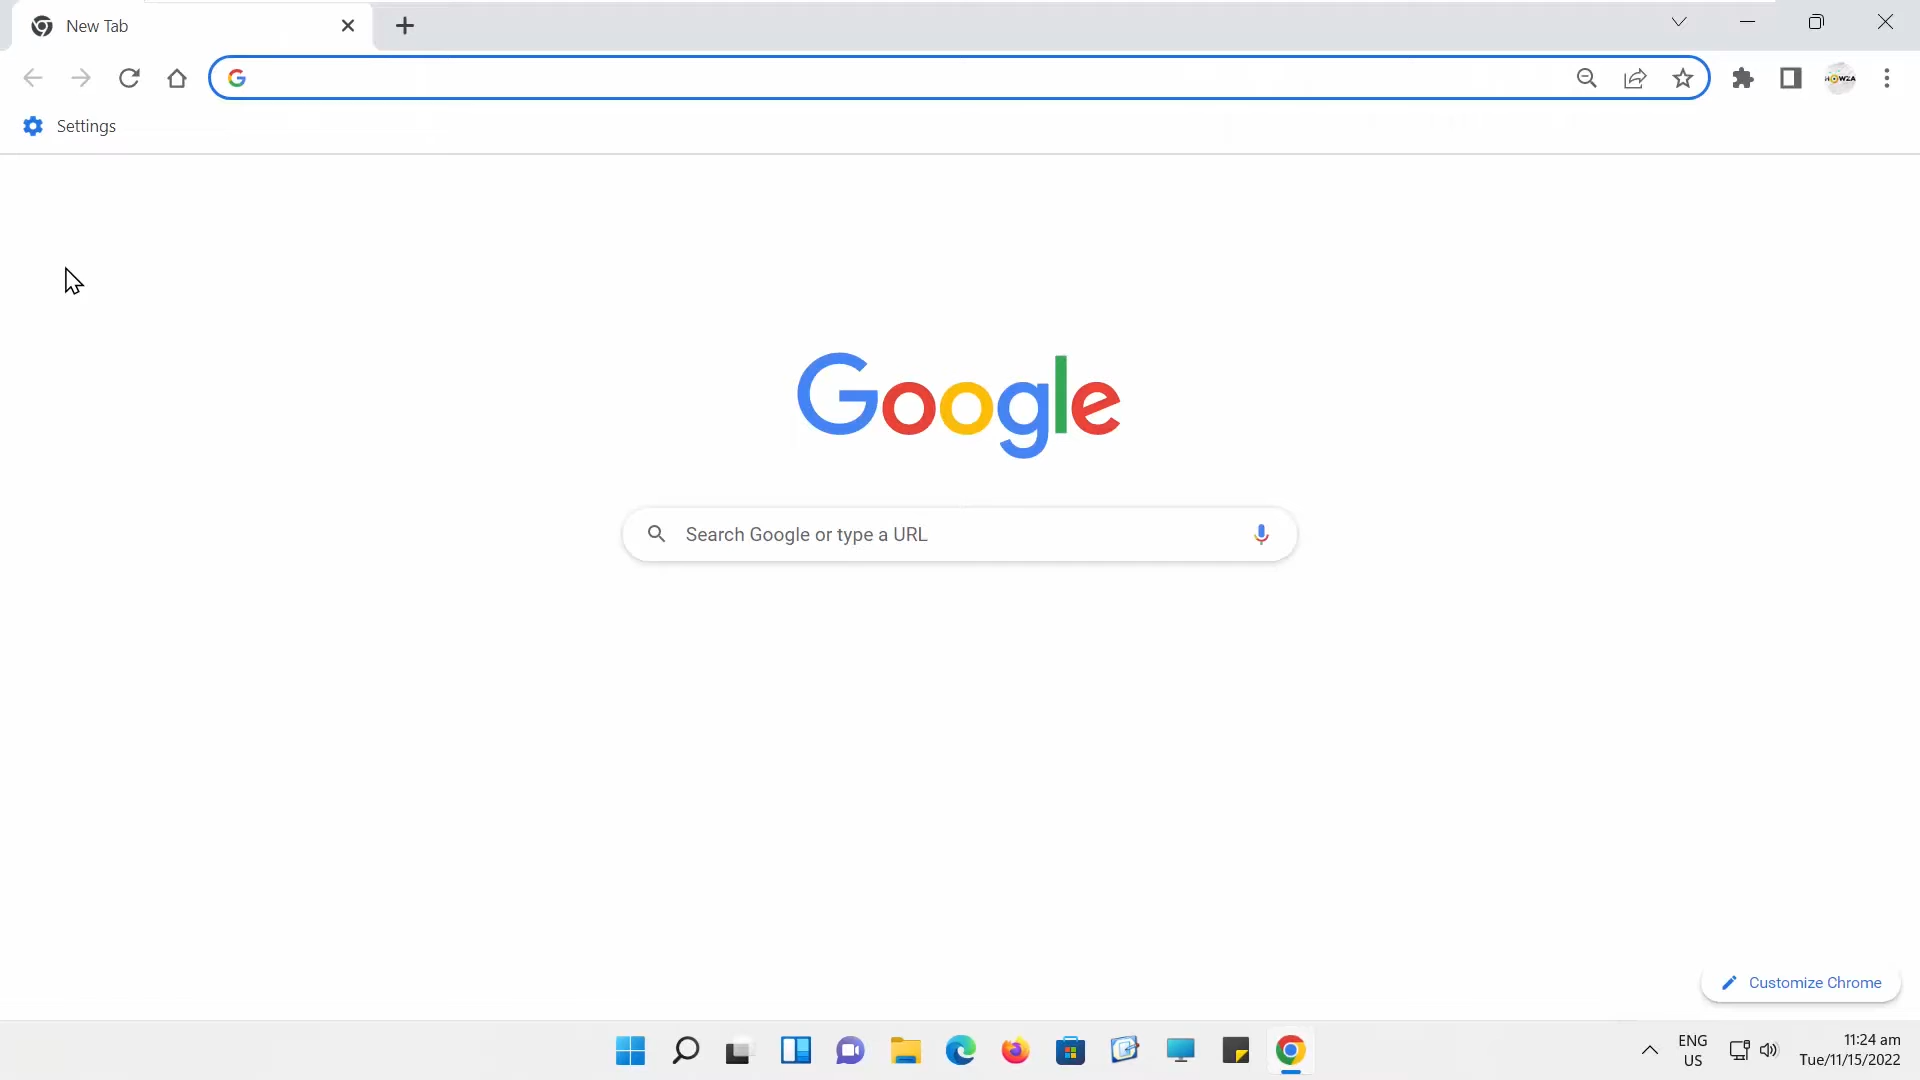 New Tab
Settings
Google
Search Google or type a URL
Customize Chrome
ENG
US
11:24 am
Tue/11/15/2022